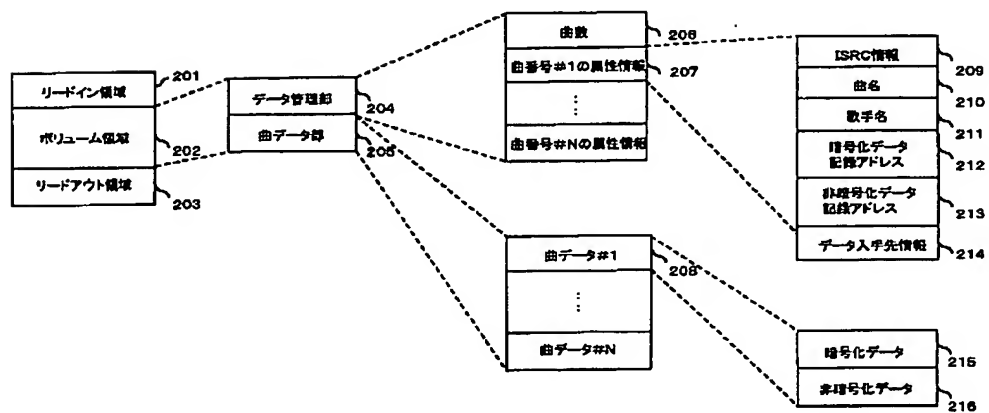 リードイン領域
201
ボリューム領域
202
リードアウト領域
203
データ管理部
204
曲データ部
205
曲数
206
曲番号#1の属性情報
207
⋮
曲番号#Nの属性情報
曲データ#1
208
⋮
曲データ#N
ISRC情報
209
曲名
210
歌手名
211
暗号化データ
記録アドレス
212
非暗号化データ
記録アドレス
213
データ入手先情報
214
暗号化データ
215
非暗号化データ
216